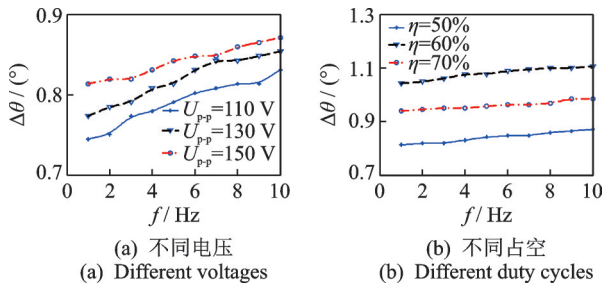 0.9
0.8
0.7
Δθ / (°)
U_p-p=110 V
U_p-p=130 V
U_p-p=150 V
2 4 6 8 10
f / Hz
(a) 不同电压
(a) Different voltages
1.3
1.1
0.9
0.7
Δθ / (°)
η=50%
η=60%
η=70%
0 2 4 6 8 10
f / Hz
(b) 不同占空
(b) Different duty cycles